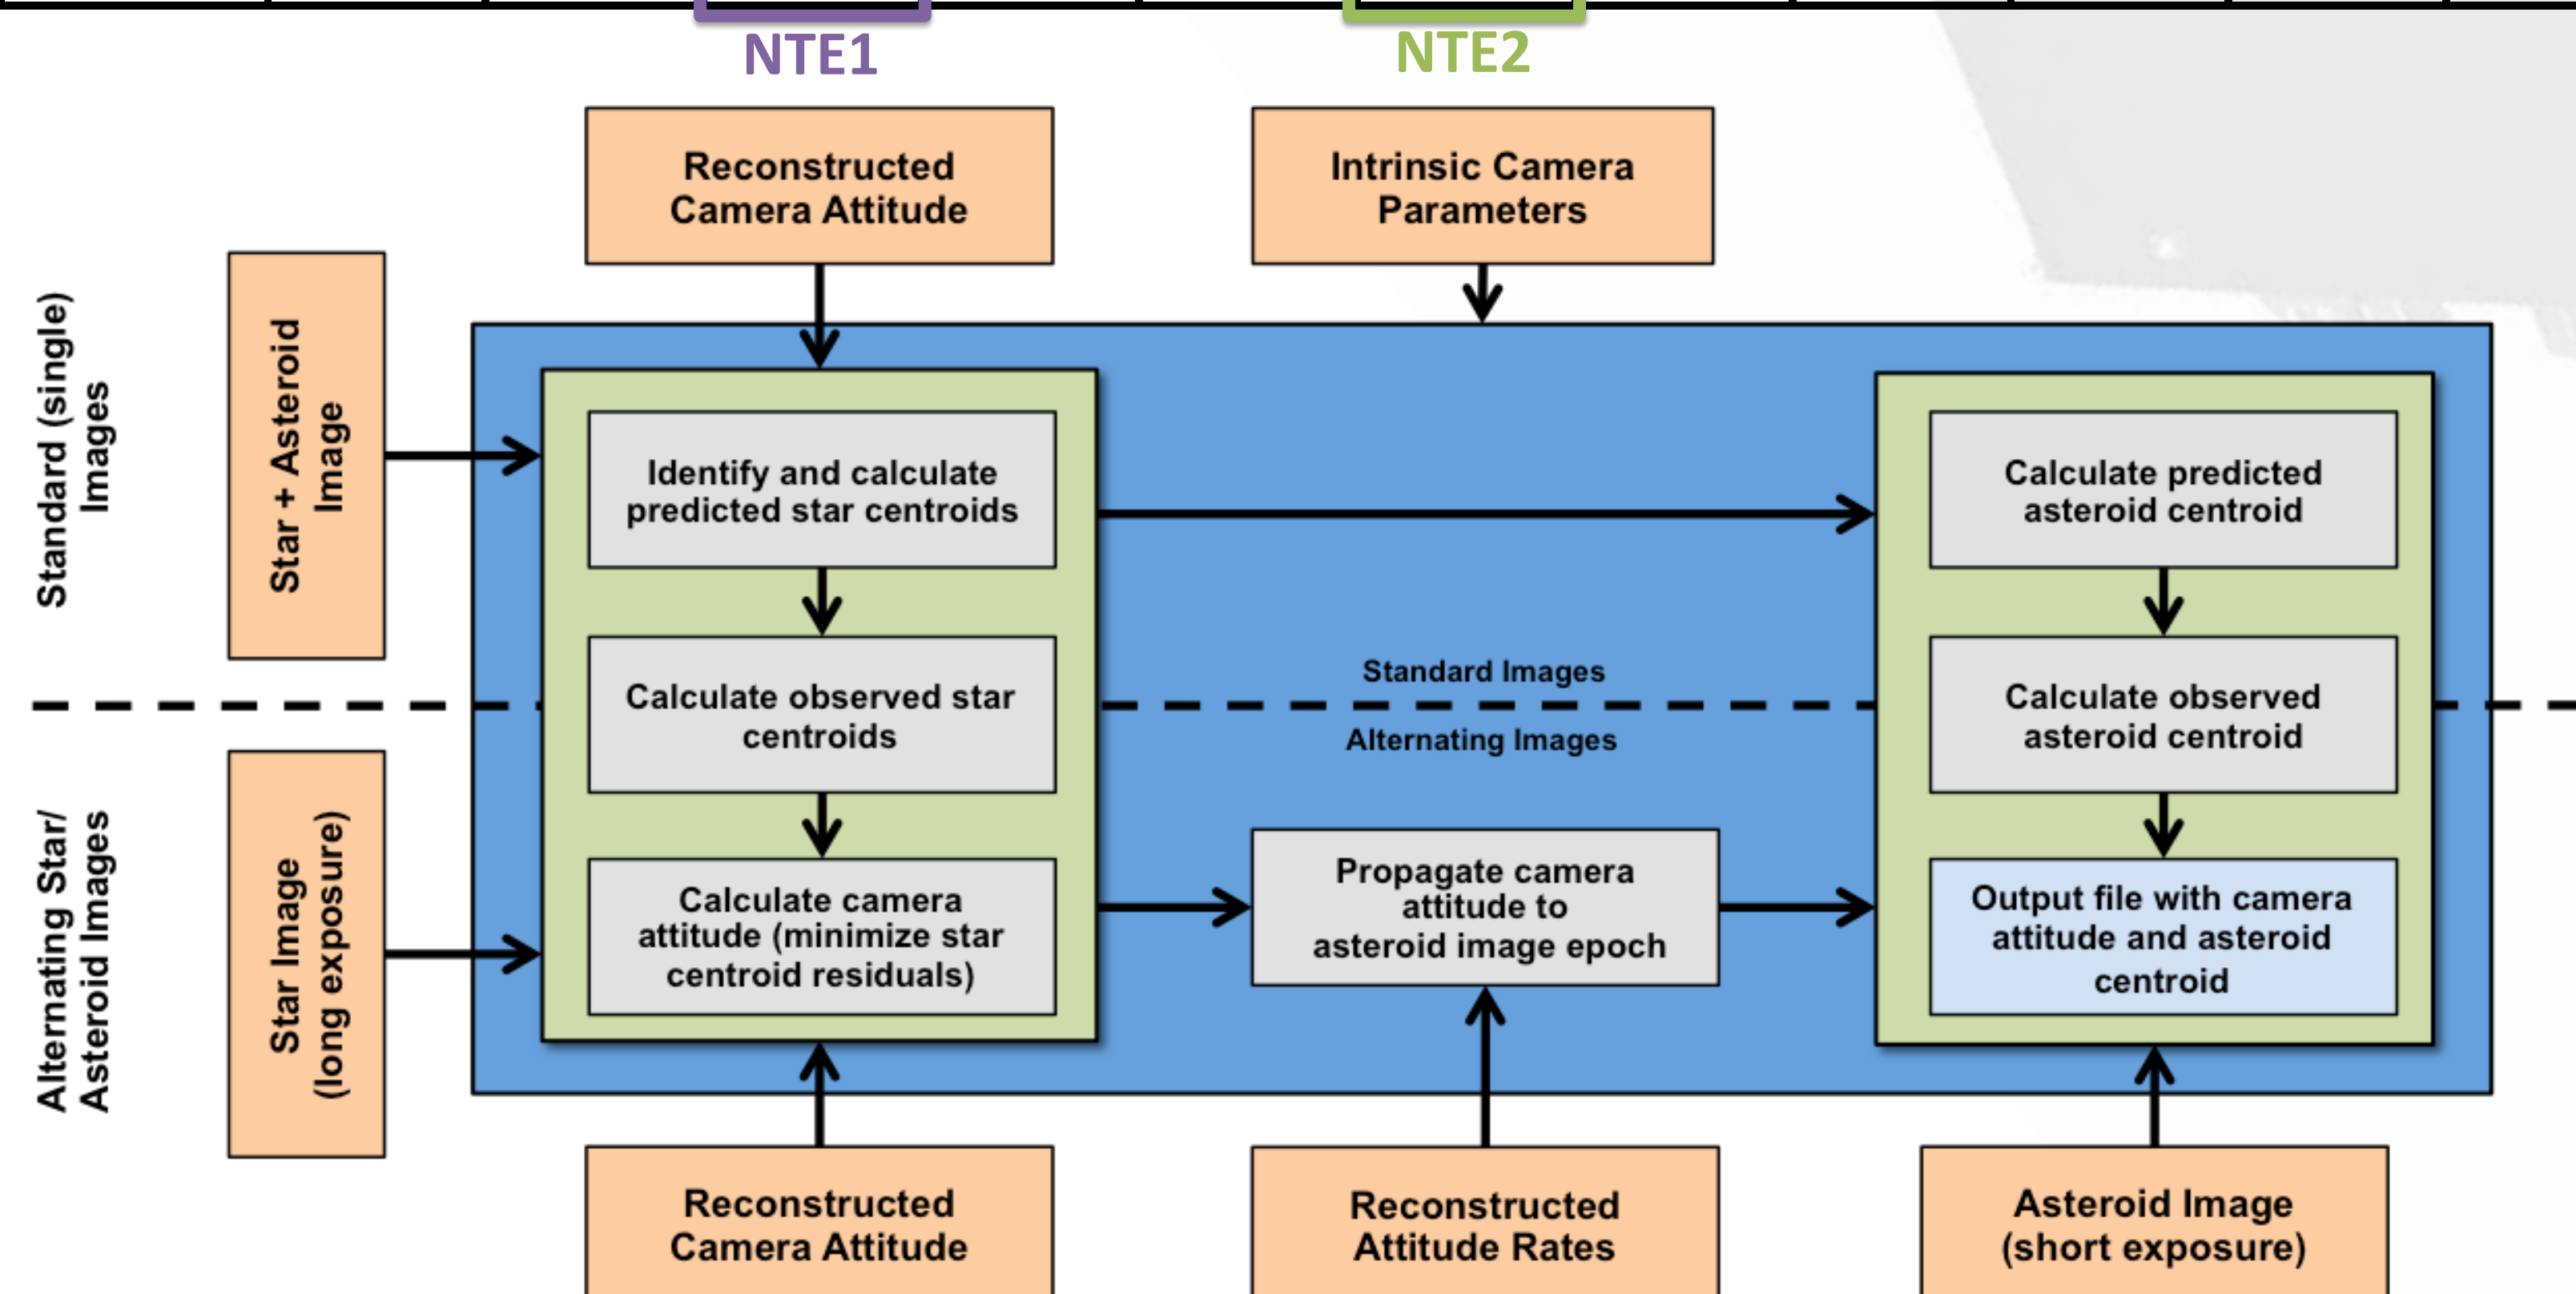 NTE1
NTE2
Reconstructed
Camera Attitude
Intrinsic Camera
Parameters
Standard (single)
Images
Star + Asteroid
Image
Identify and calculate
predicted star centroids
Calculate predicted
asteroid centroid
Calculate observed star
centroids
Standard Images
Alternating Images
Calculate observed
asteroid centroid
Alternating Star/
Asteroid Images
Star Image
(long exposure)
Calculate camera
attitude (minimize star
centroid residuals)
Propagate camera
attitude to
asteroid image epoch
Output file with camera
attitude and asteroid
centroid
Reconstructed
Camera Attitude
Reconstructed
Attitude Rates
Asteroid Image
(short exposure)